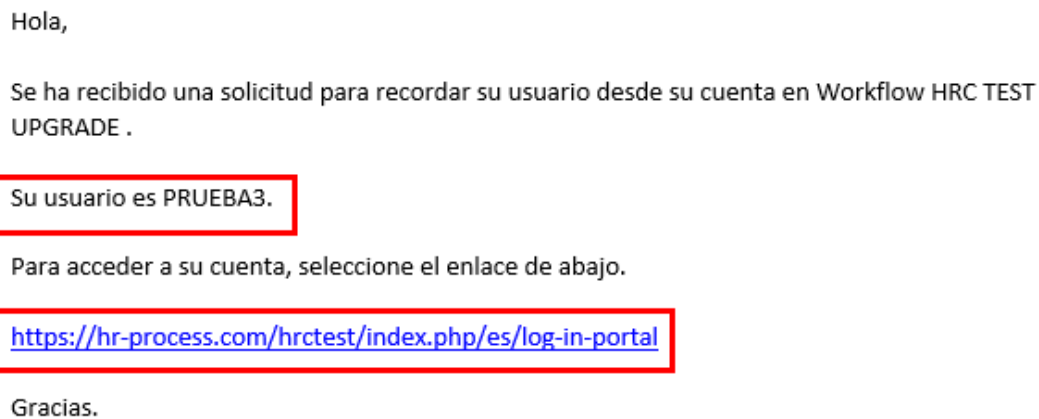 Hola,
Se ha recibido una solicitud para recordar su usuario desde su cuenta en Workflow HRC TEST
UPGRADE .
Su usuario es PRUEBA3.
Para acceder a su cuenta, seleccione el enlace de abajo.
https://hr-process.com/hrctest/index.php/es/log-in-portal
Gracias.